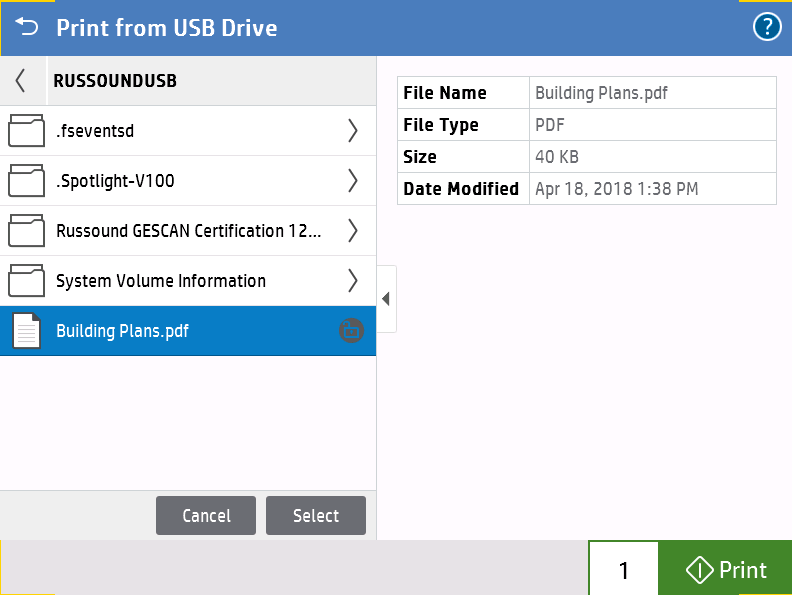 Print from USB Drive
?
RUSSOUNDUSB
.fseventsd
.Spotlight-V100
Russound GESCAN Certification 12...
System Volume Information
Building Plans.pdf
File Name Building Plans.pdf
File Type PDF
Size 40 KB
Date Modified Apr 18, 2018 1:38 PM
Cancel Select
1 Print